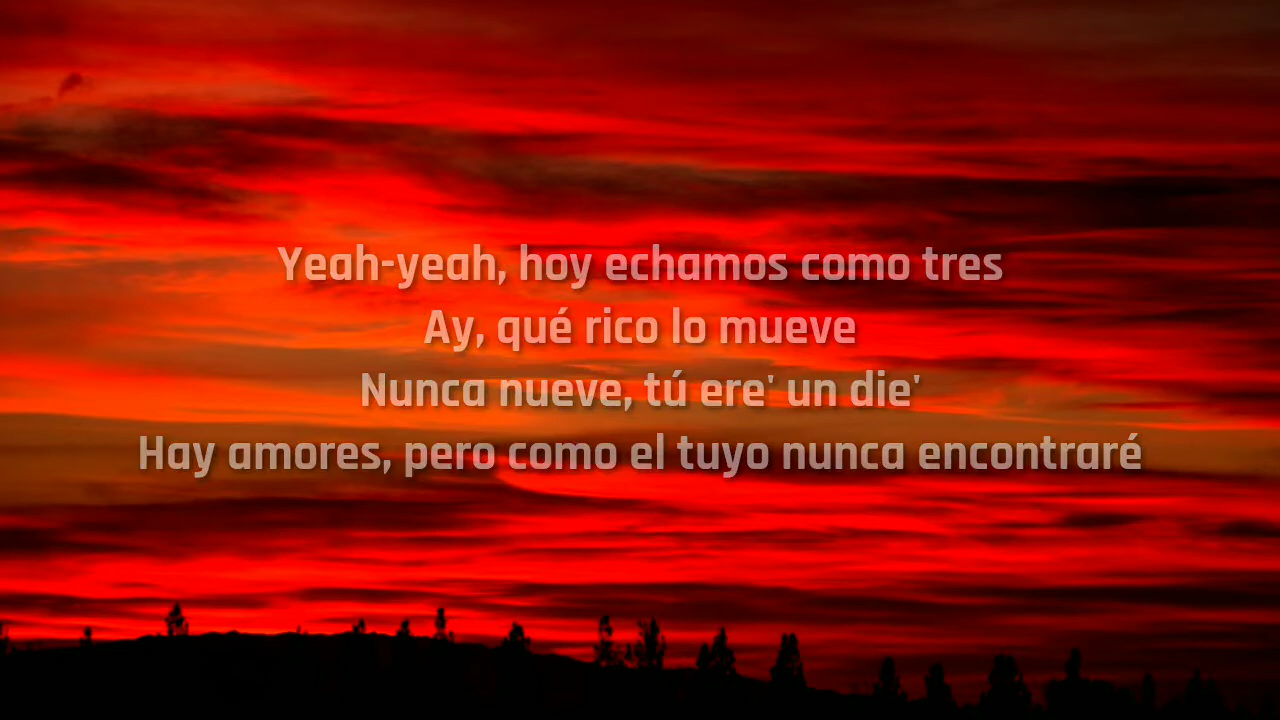 Yeah-yeah, hoy echamos como tres
Ay, qué rico lo mueve
Nunca nueve, tú ere' un die'
Hay amores, pero como el tuyo nunca encontraré